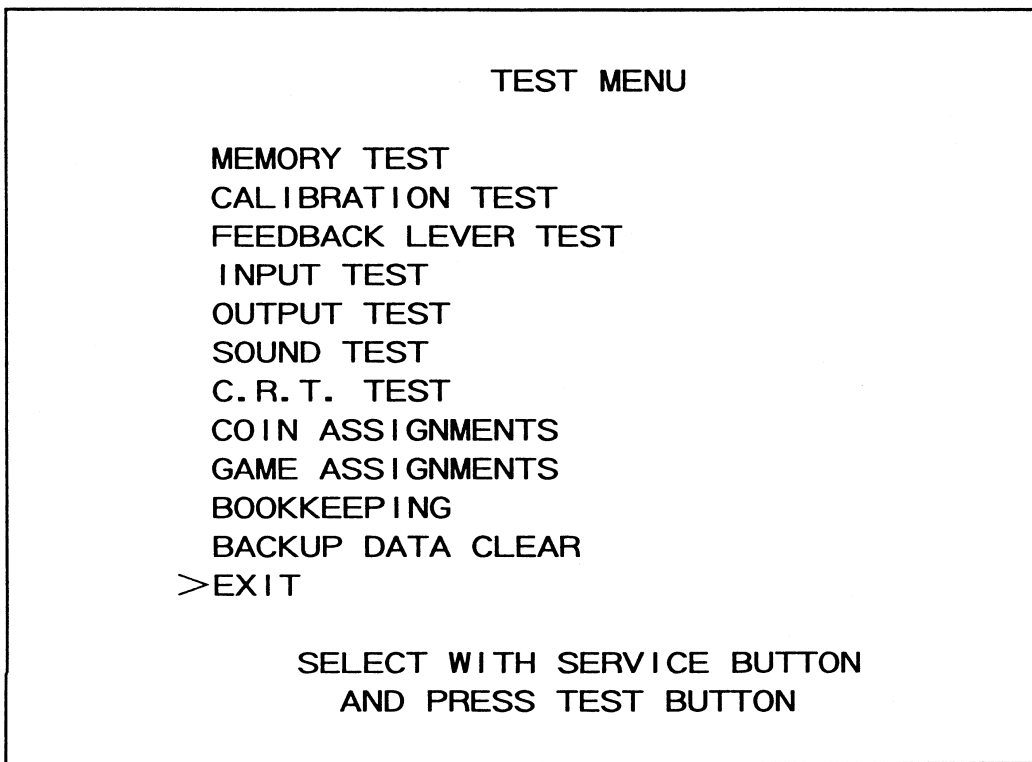 TEST MENU
MEMORY TEST
CALIBRATION TEST
FEEDBACK LEVER TEST
INPUT TEST
OUTPUT TEST
SOUND TEST
C.R.T. TEST
COIN ASSIGNMENTS
GAME ASSIGNMENTS
BOOKKEEPING
BACKUP DATA CLEAR
>EXIT
SELECT WITH SERVICE BUTTON
AND PRESS TEST BUTTON